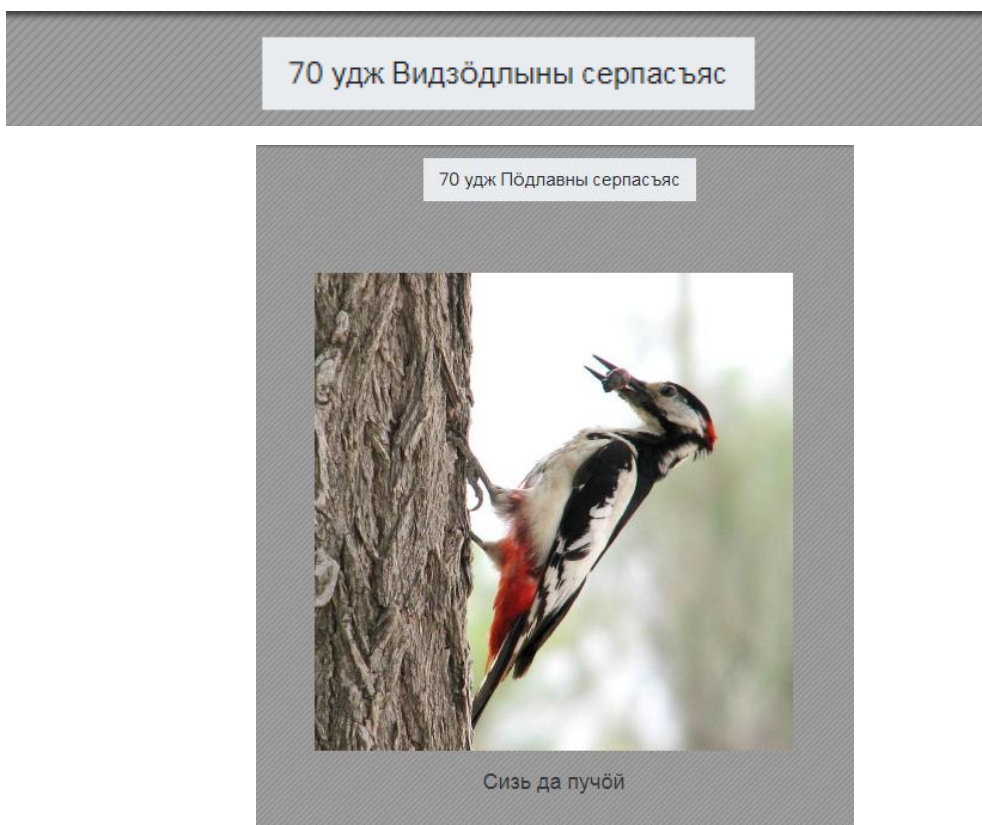 70 удж Видзӧдлыны серпасъяс
70 удж Пӧдлавны серпасъяс
Сизь да пучӧй